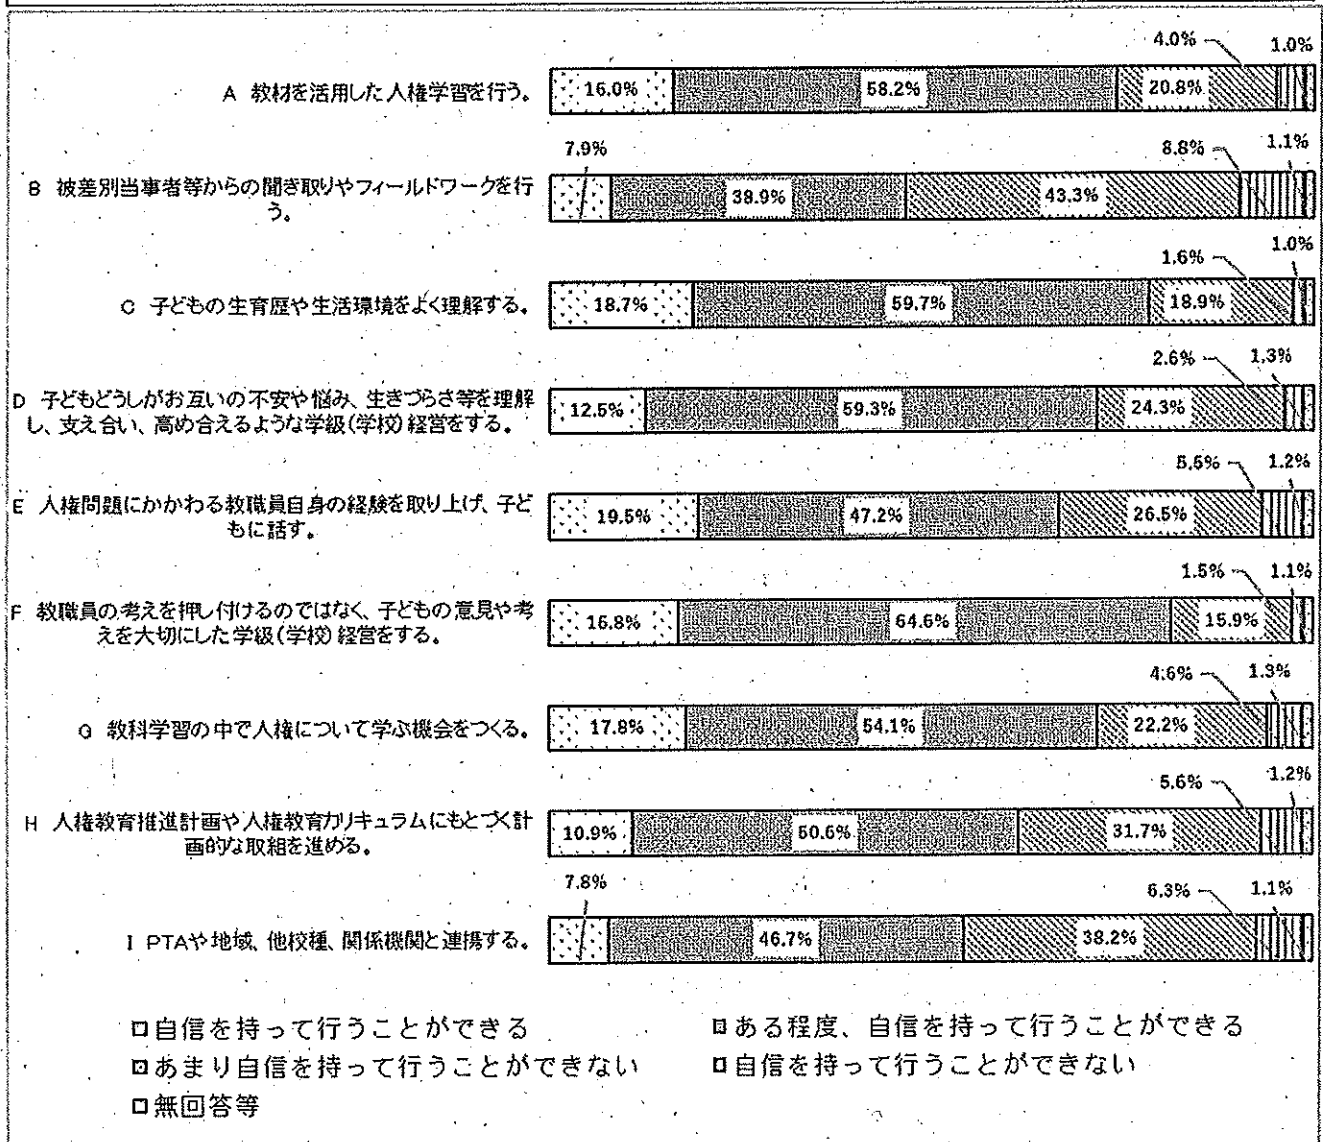 4.0% 1.0%
A 教材を活用した人権学習を行う。 16.0% 58.2% 20.8%
7.9% 8.8% 1.1%
B 被差別当事者等からの聞き取りやフィールドワークを行
う。 38.9% 43.3%
1.6% 1.0%
C 子どもの生育歴や生活環境をよく理解する。 18.7% 59.7% 18.9%
2.6% 1.3%
D 子どもどうしがお互いの不安や悩み、生きづらさ等を理解
し、支え合い、高め合えるような学級(学校)経営をする。 12.5% 59.3% 24.3%
5.5% 1.2%
E 人権問題にかかわる教職員自身の経験を取り上げ、子ど
もに話す。 19.5% 47.2% 26.5%
1.5% 1.1%
F 教職員の考えを押し付けるのではなく、子どもの意見や考
えを大切にした学級(学校)経営をする。 16.8% 64.6% 15.9%
4.6% 1.3%
G 教科学習の中で人権について学ぶ機会をつくる。 17.8% 54.1% 22.2%
5.6% 1.2%
H 人権教育推進計画や人権教育カリキュラムにもとづく計
画的な取組を進める。 10.9% 50.6% 31.7%
7.8% 6.3% 1.1%
I PTAや地域、他校種、関係機関と連携する。 46.7% 38.2%
自信を持って行うことができる ある程度、自信を持って行うことができる
あまり自信を持って行うことができない 自信を持って行うことができない
無回答等